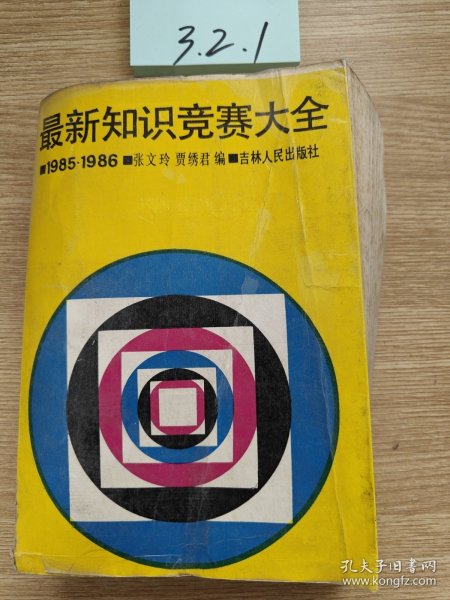 3.2.1
最新知识竞赛大全
■1985·1986■张文玲 贾绣君 编■吉林人民出版社
孔夫子旧书网
www.kongfz.com